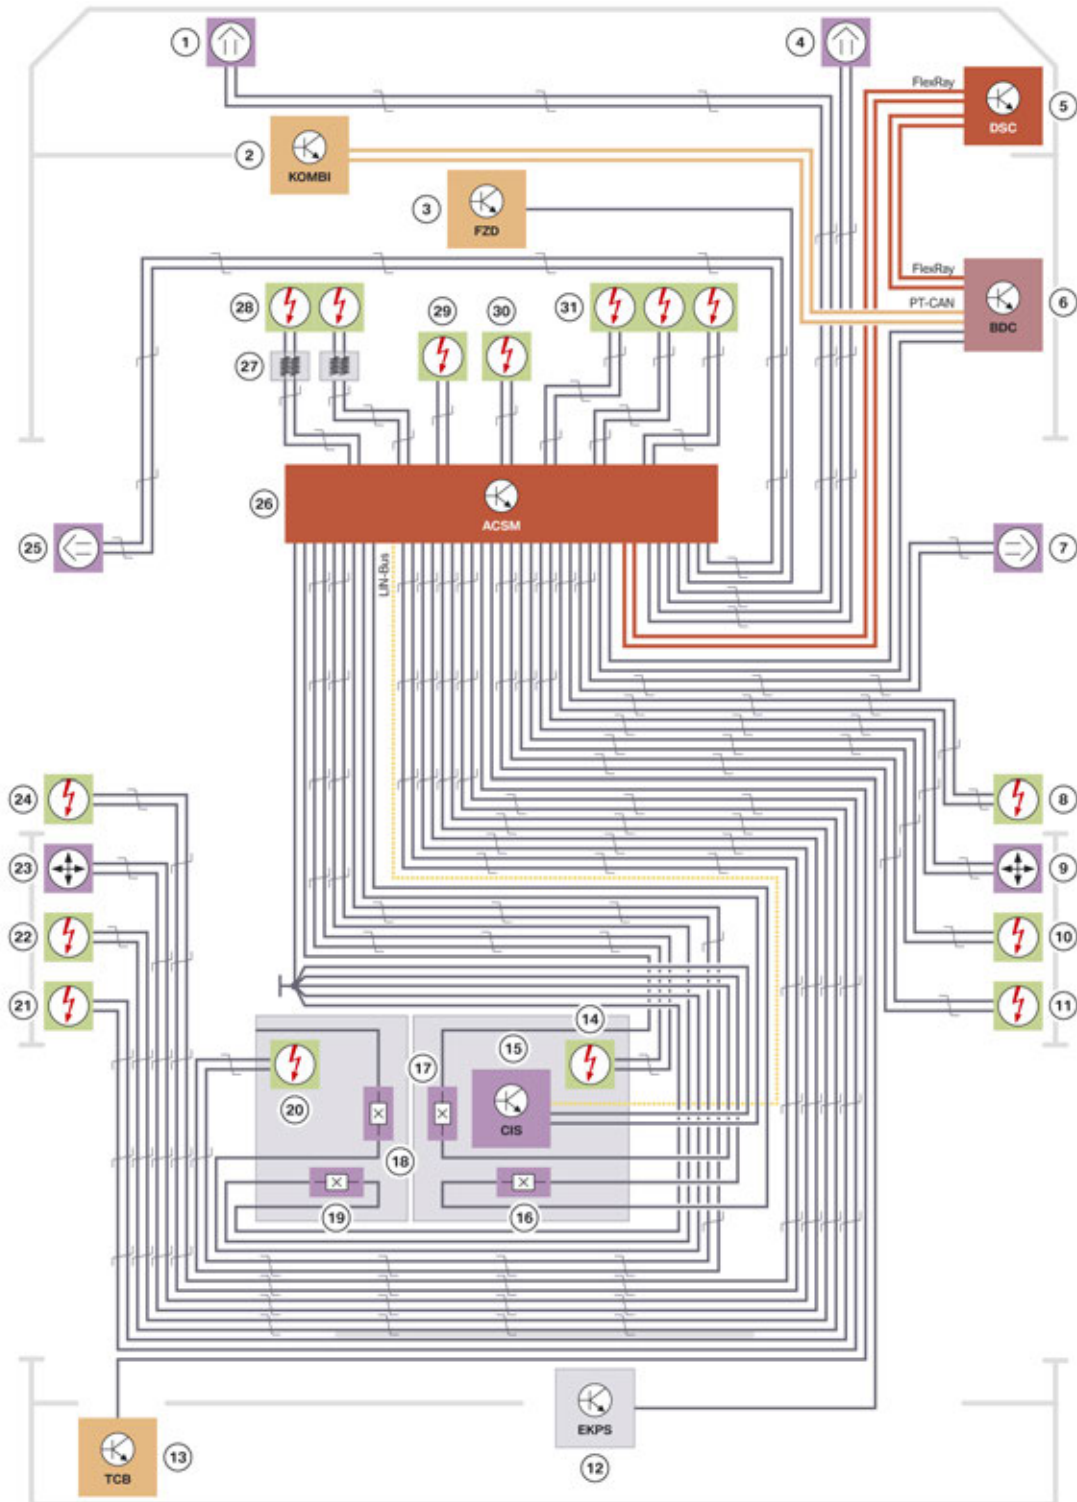 1
4
FlexRay
5
DSC
2
KOMBI
3
FZD
FlexRay
28
29
30
31
PT-CAN
6
BDC
27
26
ACSM
25
7
LIN-Bus
24
8
23
9
22
10
21
11
14
15
17
20
CIS
18
19
16
EKPS
13
TCB
12